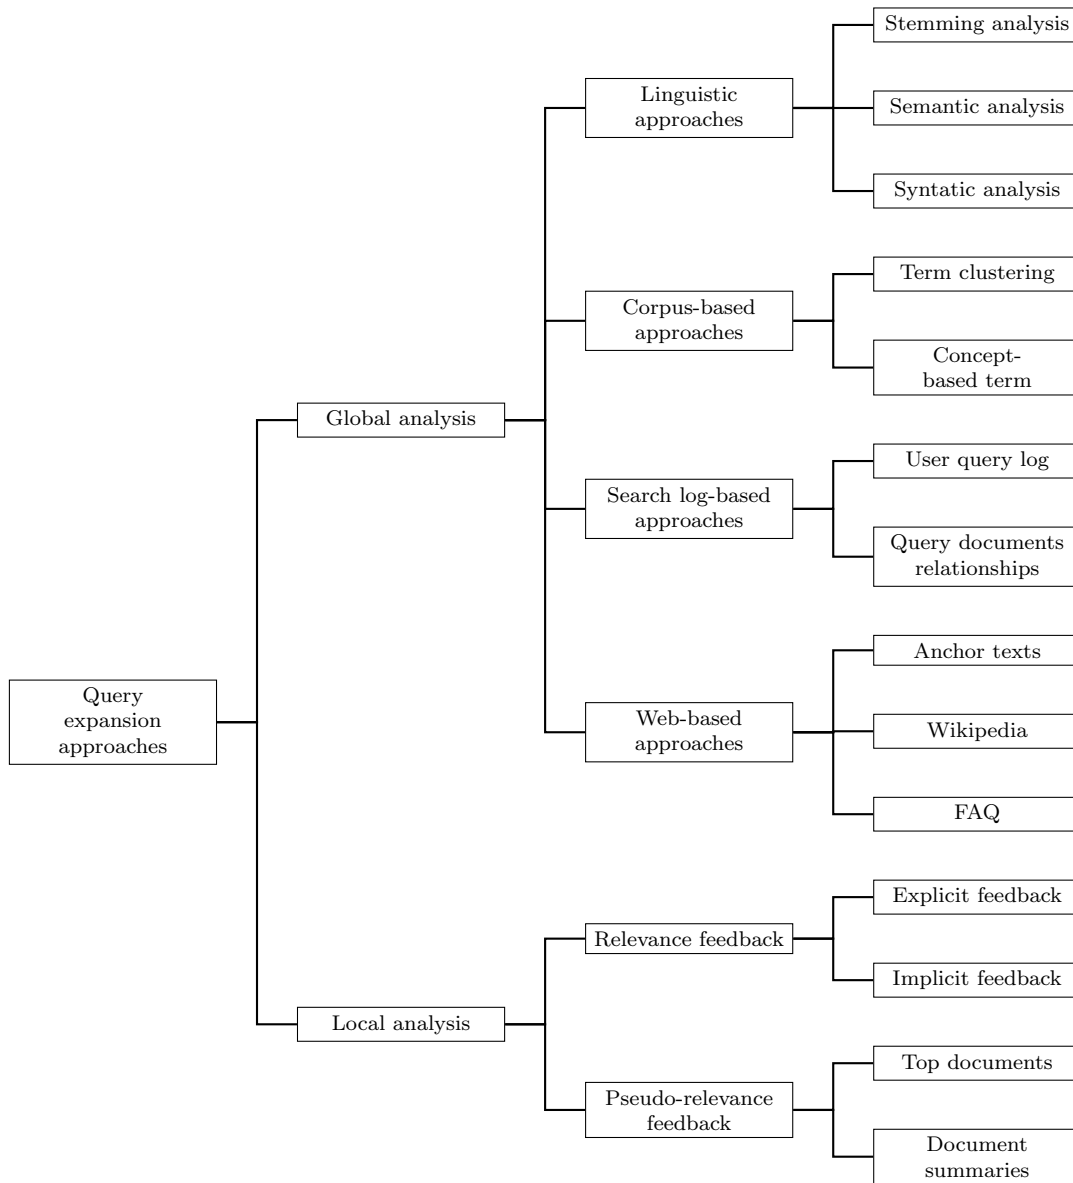 Query
expansion
approaches
Global analysis
Linguistic
approaches
Stemming analysis
Semantic analysis
Syntatic analysis
Corpus-based
approaches
Term clustering
Concept-
based term
Search log-based
approaches
User query log
Query documents
relationships
Web-based
approaches
Anchor texts
Wikipedia
FAQ
Local analysis
Relevance feedback
Explicit feedback
Implicit feedback
Pseudo-relevance
feedback
Top documents
Document
summaries